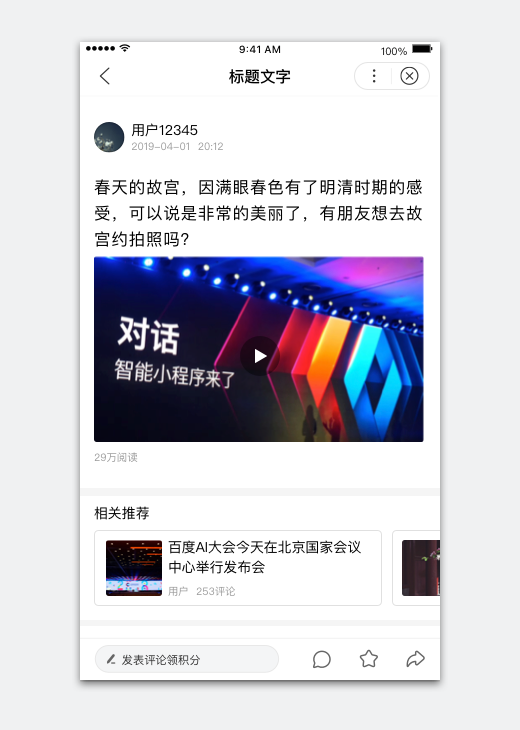 9:41 AM
100%
标题文字
用户12345
2019-04-01 20:12
春天的故宫，因满眼春色有了明清时期的感
受，可以说是非常的美丽了，有朋友想去故
宫约拍照吗?
对话
智能小程序来了
29万阅读
相关推荐
百度AI大会今天在北京国家会议
中心举行发布会
用户 253评论
发表评论领积分